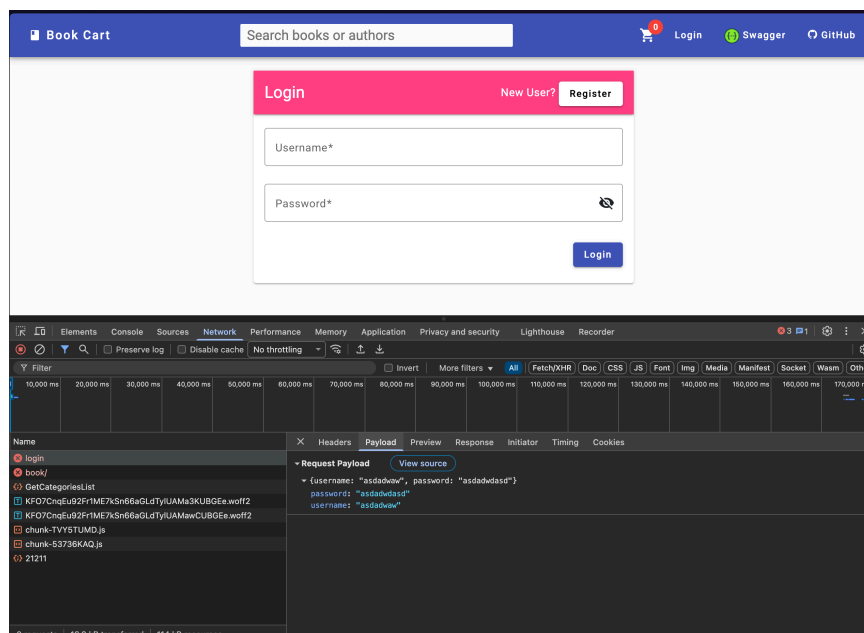 Book Cart
Search books or authors
0
Login
Swagger
GitHub
Login
New User?
Register
Username*
Password*
Login
Elements Console Sources Network Performance Memory Application Privacy and security Lighthouse Recorder
3 1
Preserve log Disable cache No throttling
Filter
Invert More filters All Fetch/XHR Doc CSS JS Font Img Media Manifest Socket Wasm
10,000 ms 20,000 ms 30,000 ms 40,000 ms 50,000 ms 60,000 ms 70,000 ms 80,000 ms 90,000 ms 100,000 ms 110,000 ms 120,000 ms 130,000 ms 140,000 ms 150,000 ms 160,000 ms 170,000
Name
Headers Payload Preview Response Initiator Timing Cookies
login
book/
GetCategoriesList
KFO7CnqEu92Fr1ME7kSn66aGLdTylUAMa3KUBGEe.woff2
KFO7CnqEu92Fr1ME7kSn66aGLdTylUAMawCUBGEe.woff2
chunk-TVY5TUMD.js
chunk-53736KAQ.js
21211
Request Payload View source
{username: "asdadwaw", password: "asdadwdasd"}
password: "asdadwdasd"
username: "asdadwaw"